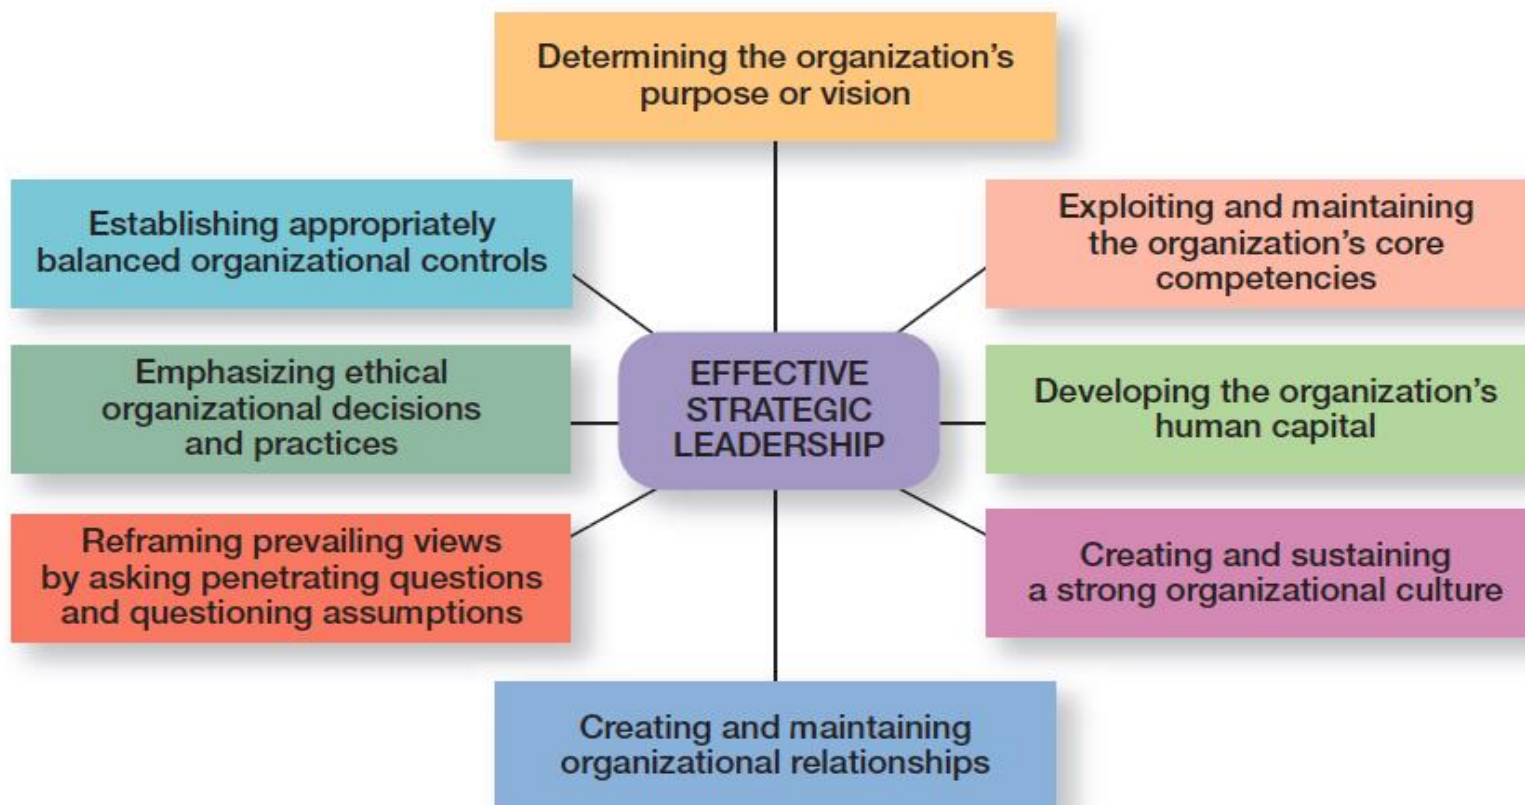 Determining the organization's
purpose or vision
Establishing appropriately
balanced organizational controls
Exploiting and maintaining
the organization's core
competencies
Emphasizing ethical
organizational decisions
and practices
EFFECTIVE
STRATEGIC
LEADERSHIP
Developing the organization's
human capital
Reframing prevailing views
by asking penetrating questions
and questioning assumptions
Creating and sustaining
a strong organizational culture
Creating and maintaining
organizational relationships